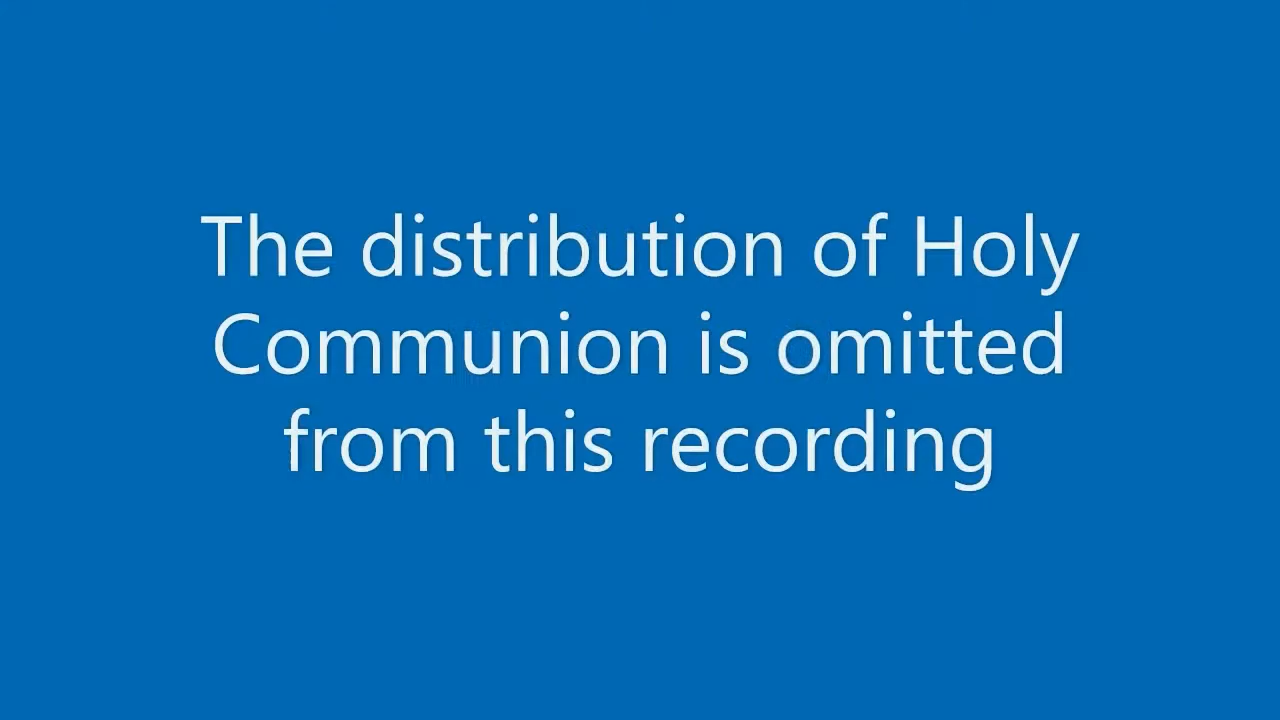 The distribution of Holy
Communion is omitted
from this recording